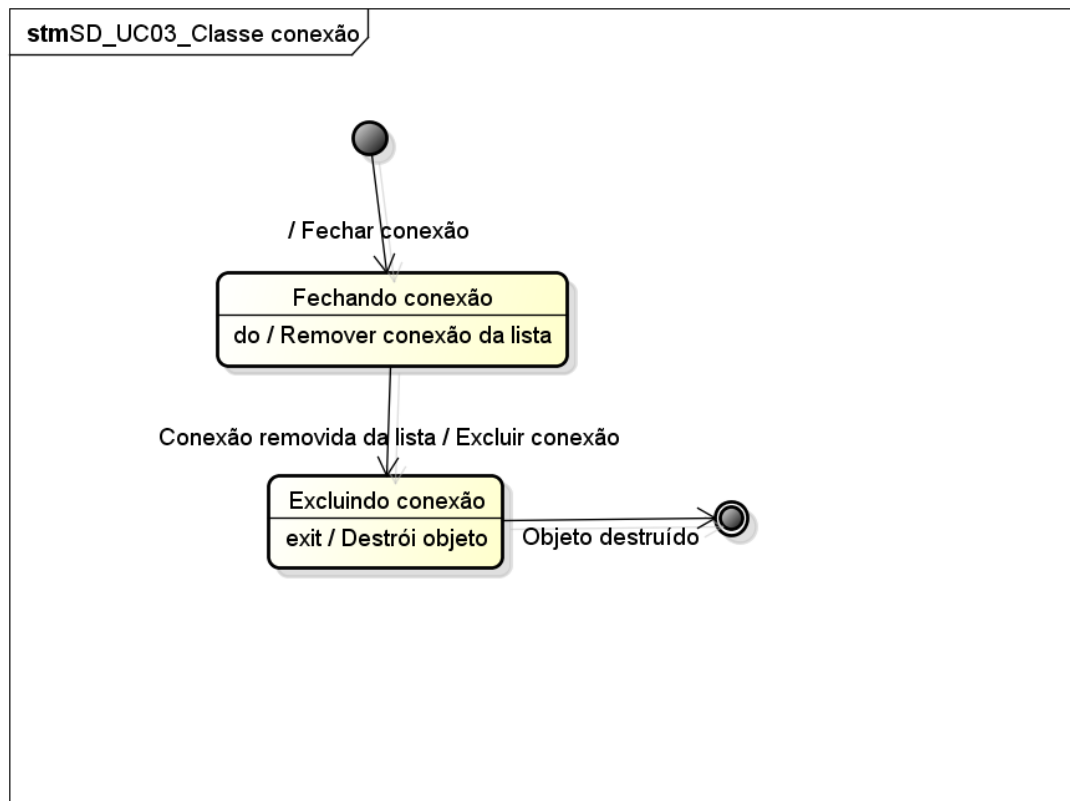 stmSD_UC03_Classe conexão
/ Fechar conexão
Fechando conexão
do / Remover conexão da lista
Conexão removida da lista / Excluir conexão
Excluindo conexão
exit / Destrói objeto
Objeto destruído